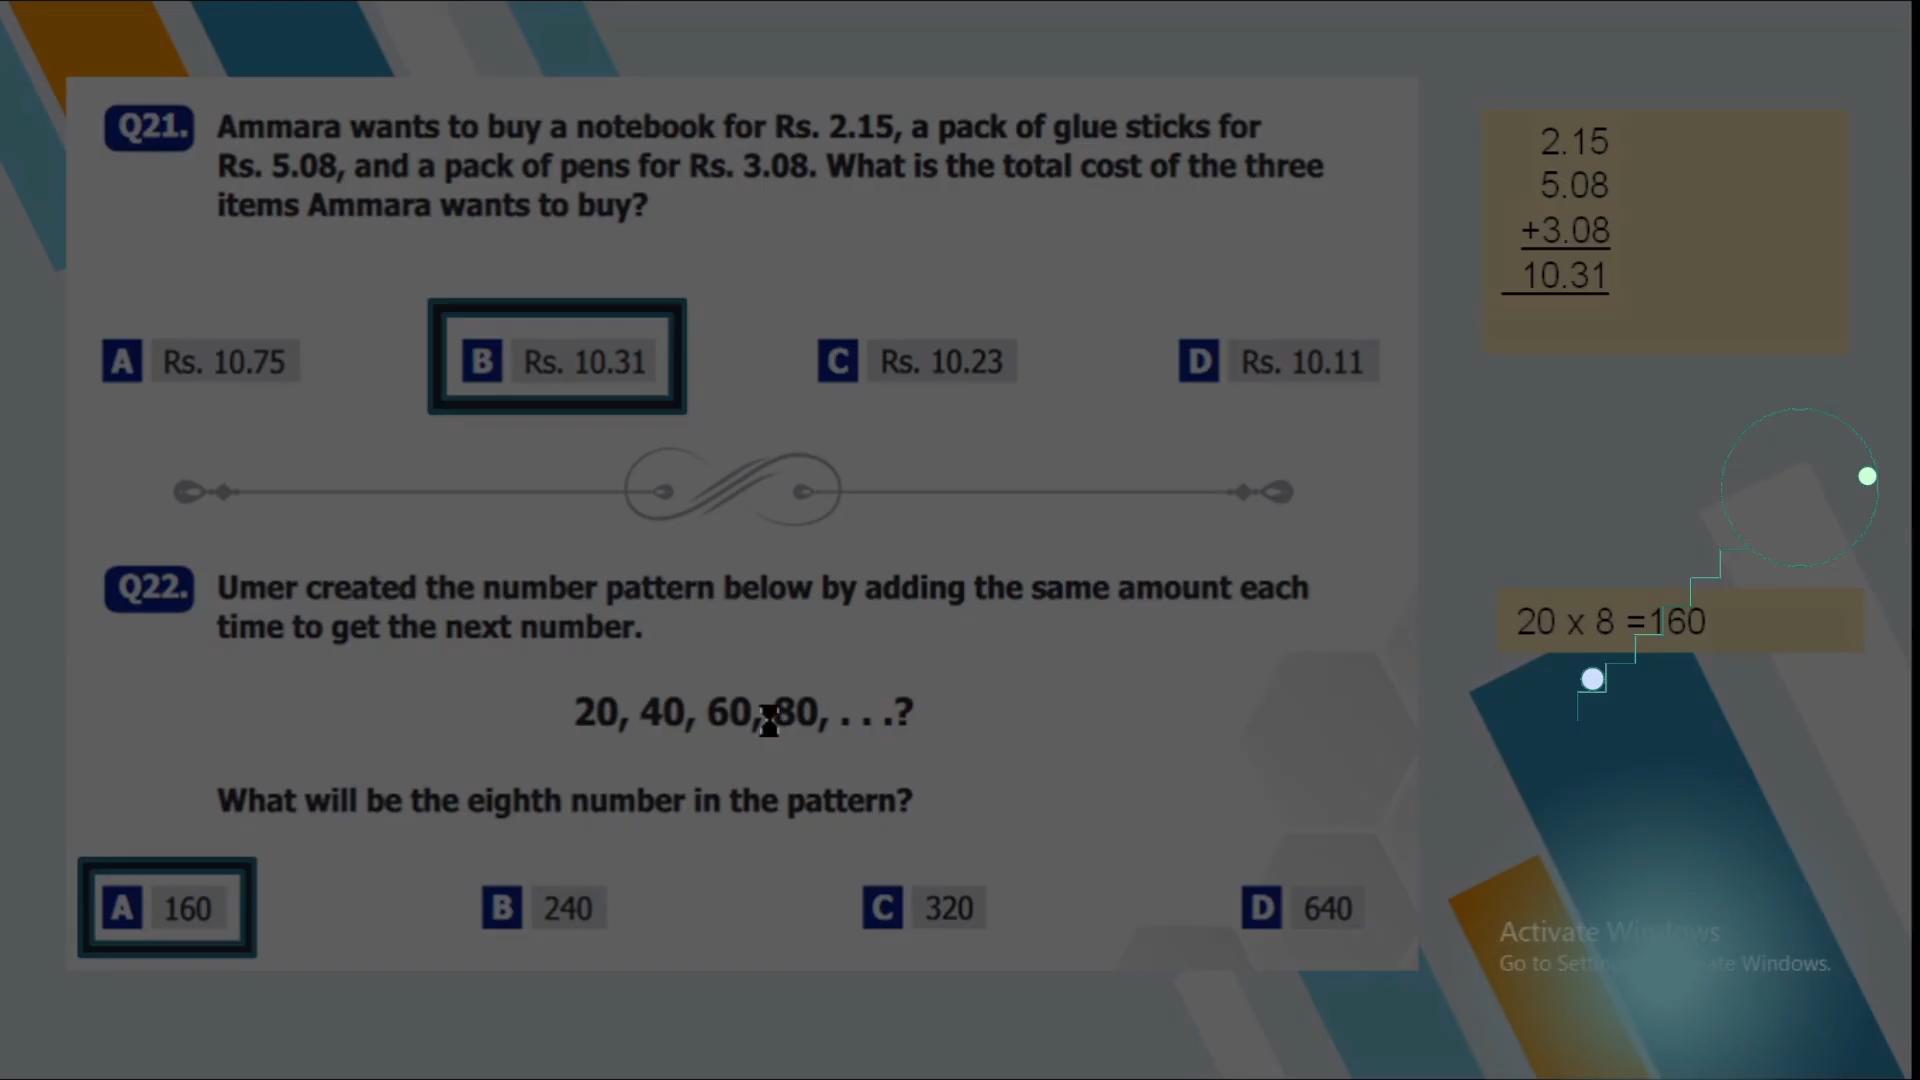 Q21. Ammara wants to buy a notebook for Rs. 2.15, a pack of glue sticks for
Rs. 5.08, and a pack of pens for Rs. 3.08. What is the total cost of the three
items Ammara wants to buy?
A Rs. 10.75 B Rs. 10.31 C Rs. 10.23 D Rs. 10.11
2.15
5.08
+3.08
10.31
Q22. Umer created the number pattern below by adding the same amount each
time to get the next number.
20, 40, 60, 80, . . .?
What will be the eighth number in the pattern?
A 160 B 240 C 320 D 640
20 x 8 =160
Activate Windows
Go to Settings to activate Windows.